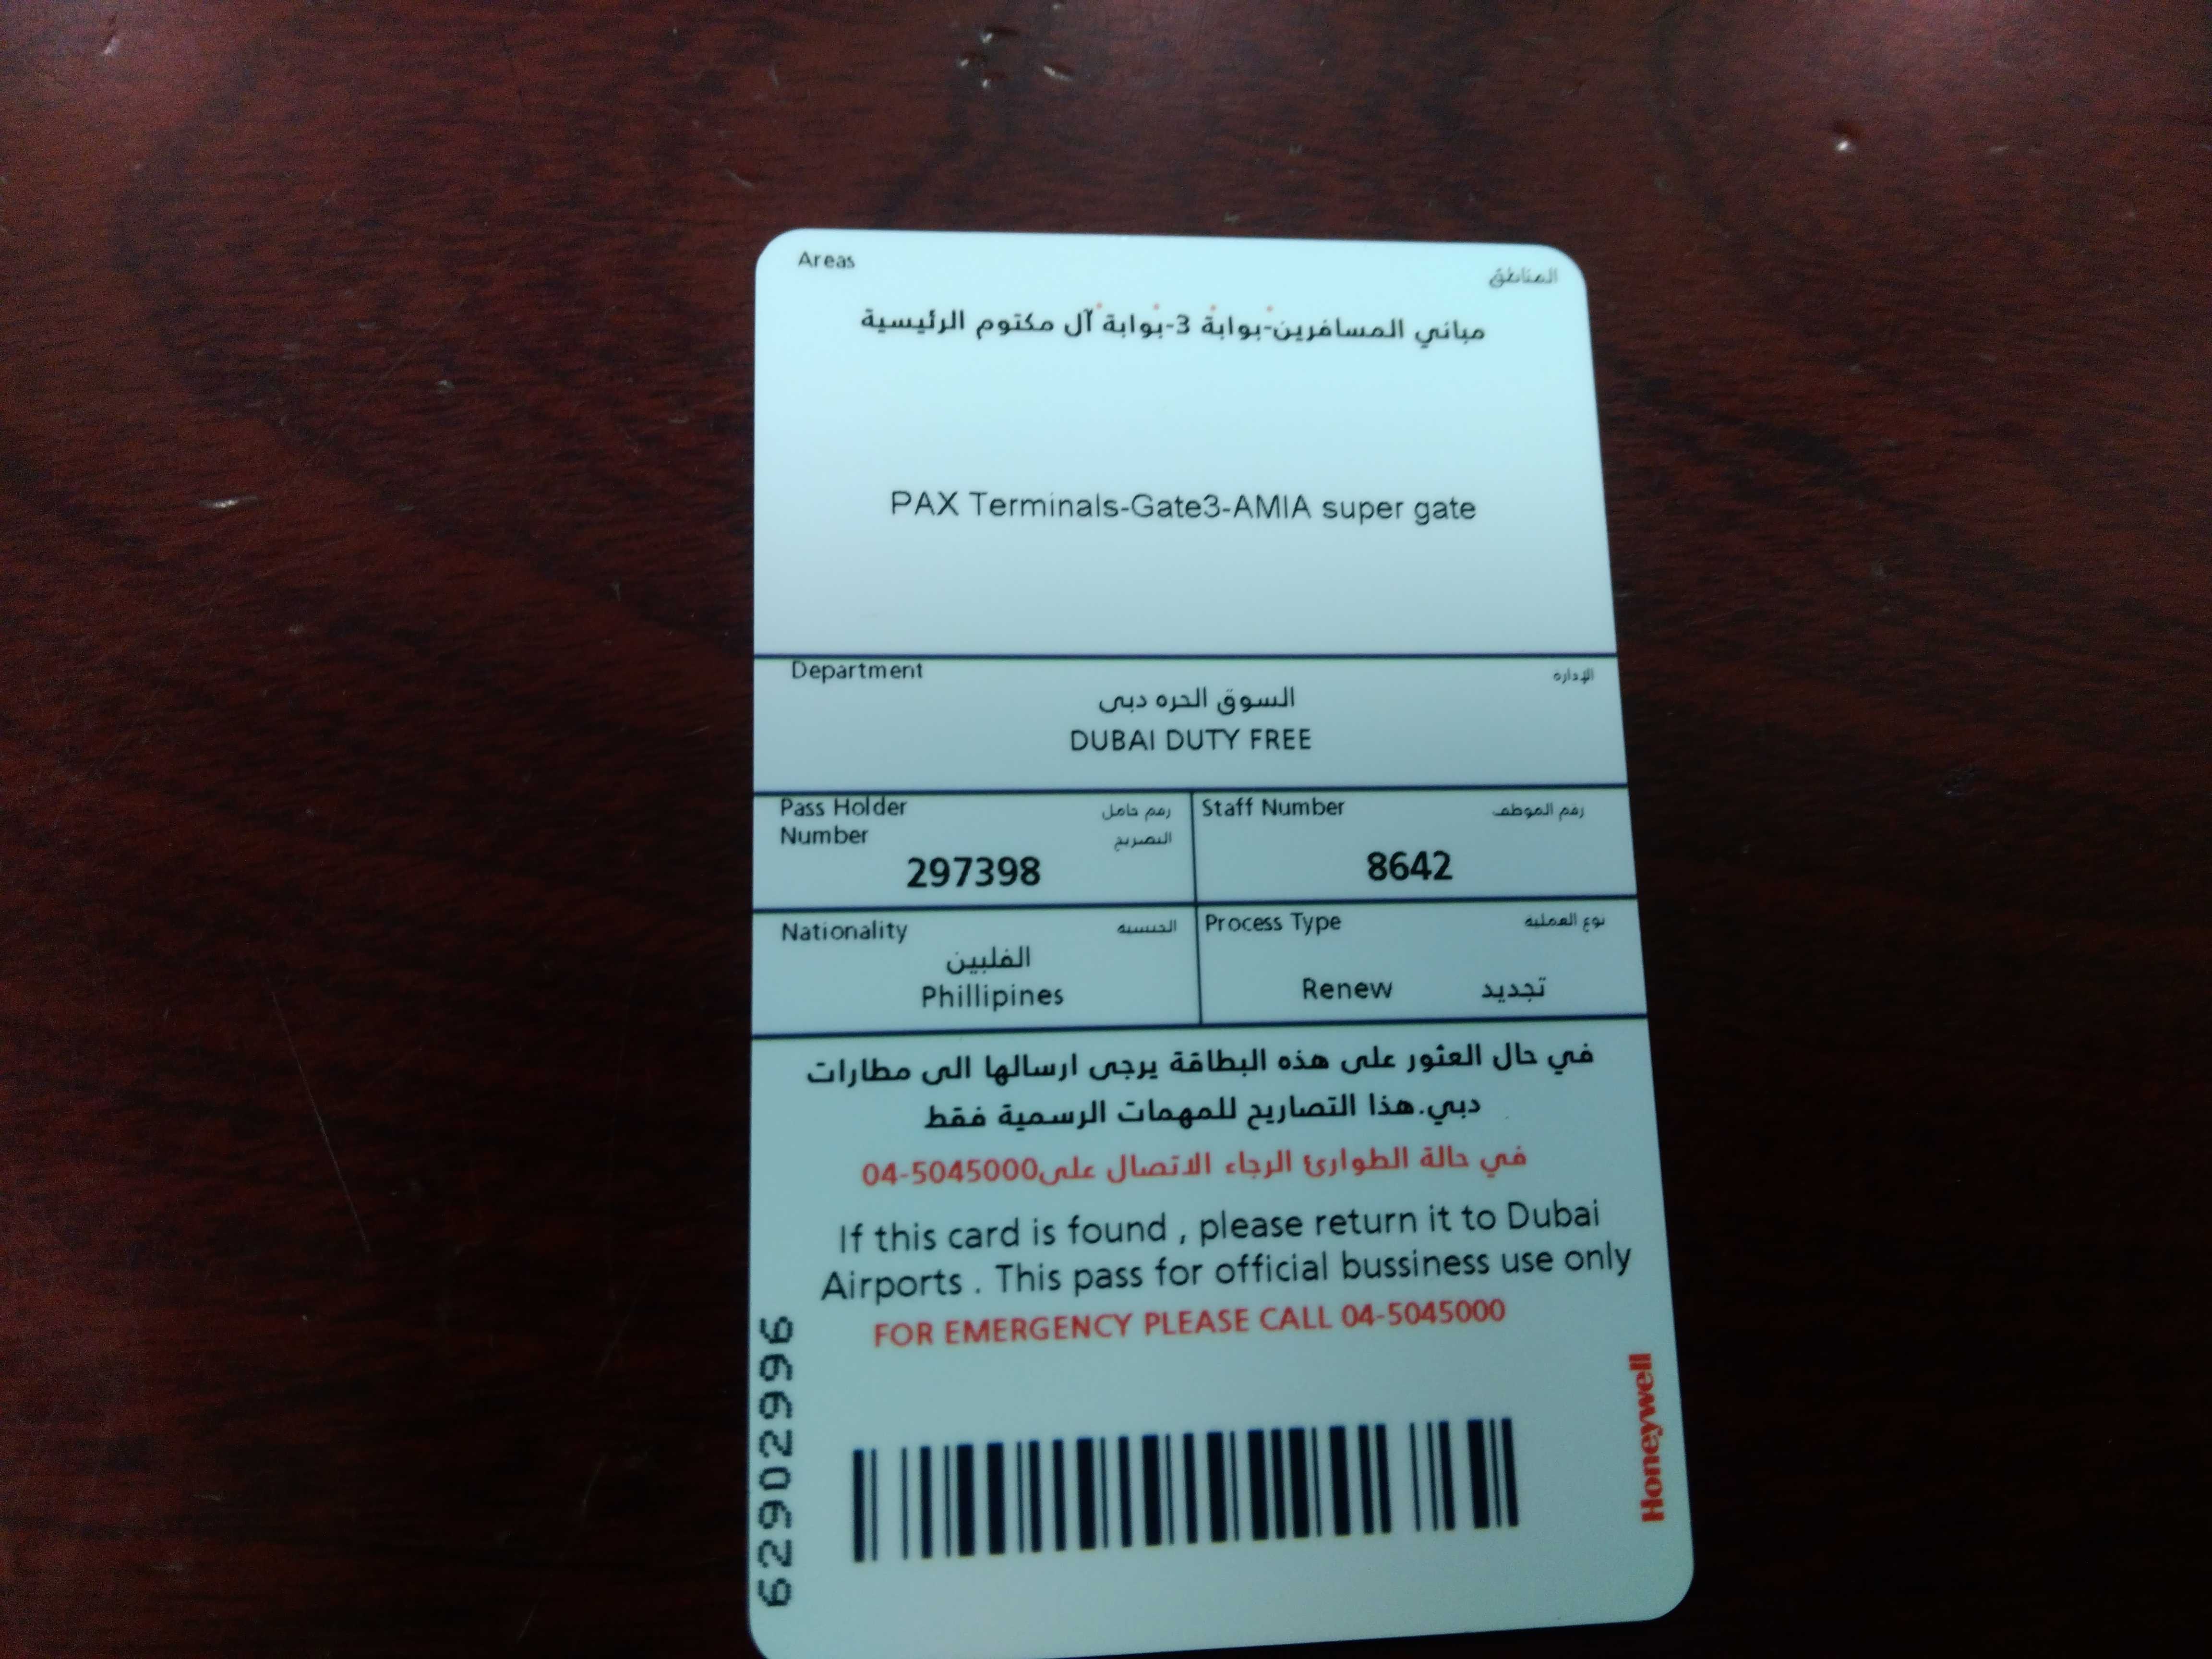 Areas المناطق
مباني المسافرين-بوابة 3-بوابة آل مكتوم الرئيسية
PAX Terminals-Gate3-AMIA super gate
Department الإداره
السوق الحره دبى
DUBAI DUTY FREE
Pass Holder رقم حامل
Number التصريح
297398
Staff Number رقم الموظف
8642
Nationality الجنسيه
الفلبين
Phillipines
Process Type نوع العمليه
Renew تجديد
في حال العثور على هذه البطاقة يرجى ارسالها الى مطارات
دبي.هذا التصاريح للمهمات الرسمية فقط
في حالة الطوارئ الرجاء الاتصال على04-5045000
If this card is found , please return it to Dubai
Airports . This pass for official bussiness use only
FOR EMERGENCY PLEASE CALL 04-5045000
62902996
Honeywell